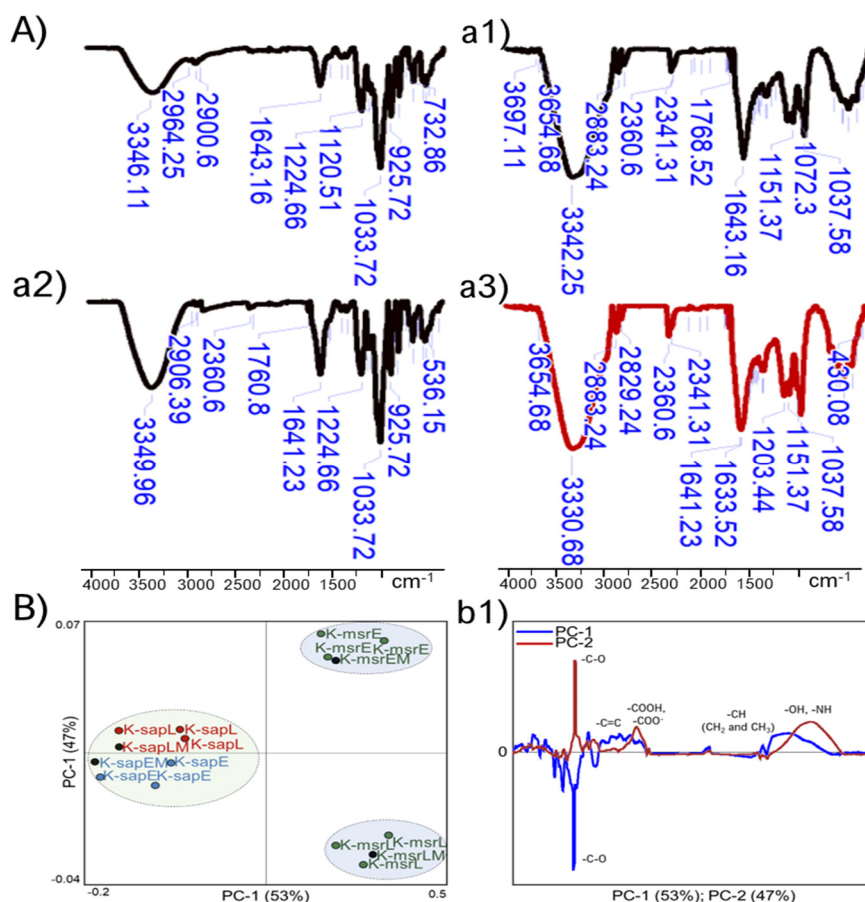 A)
3346.11
2964.25
2900.6
1643.16
1224.66
1120.51
1033.72
925.72
732.86
a1)
3697.11
3654.68
3342.25
2883.24
2360.6
2341.31
1768.52
1643.16
1151.37
1072.3
1037.58
a2)
3349.96
2906.39
2360.6
1760.8
1641.23
1224.66
1033.72
925.72
536.15
a3)
3654.68
3330.68
2883.24
2829.24
2360.6
2341.31
1641.23
1633.52
1203.44
1151.37
1037.58
430.08
4000 3500 2500 1500 cm-1
4000 3500 2500 1500 cm-1
B)
0.07
PC-1 (47%)
-0.04
K-msrE
K-msrE K-msrE
K-msrEM
K-sapL K-sapL
K-sapLM K-sapL
K-sapEM K-sapE
K-sapE K-sapE
K-msrL K-msrL
K-msrLM
K-msrL
-0.2 0.5
PC-1 (53%)
b1)
PC-1
PC-2
-C-O
-C=C
-COOH,
-COO-
-CH
(CH2 and CH3)
-OH, -NH
0
-C-O
PC-1 (53%); PC-2 (47%)